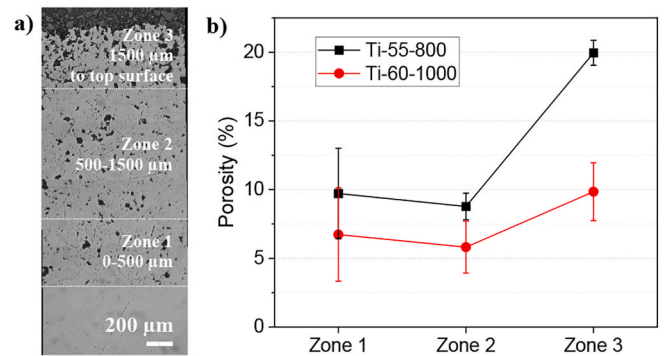 a)
Zone 3
1500 µm
to top surface
Zone 2
500-1500 µm
Zone 1
0-500 µm
200 µm
b)
Ti-55-800
Ti-60-1000
Porosity (%)
20
15
10
5
0
Zone 1
Zone 2
Zone 3